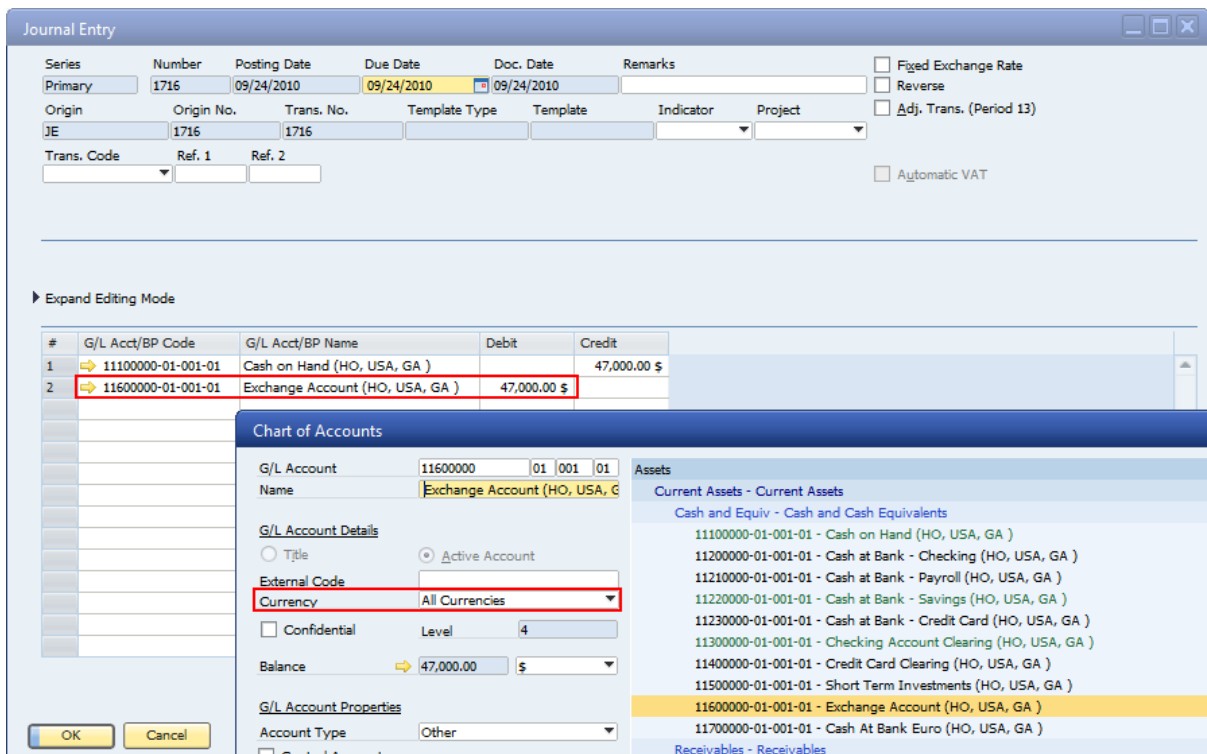 Journal Entry
Series Number Posting Date Due Date Doc. Date Remarks
Fixed Exchange Rate
Primary 1716 09/24/2010 09/24/2010 09/24/2010
Reverse
Origin Origin No. Trans. No. Template Type Template Indicator Project
Adj. Trans. (Period 13)
JE 1716 1716
Trans. Code Ref. 1 Ref. 2
Automatic VAT
Expand Editing Mode
# G/L Acct/BP Code G/L Acct/BP Name Debit Credit
1 11100000-01-001-01 Cash on Hand (HO, USA, GA ) 47,000.00 $
2 11600000-01-001-01 Exchange Account (HO, USA, GA ) 47,000.00 $
Chart of Accounts
G/L Account 11600000 01 001 01
Name Exchange Account (HO, USA, G
G/L Account Details
Title Active Account
External Code
Currency All Currencies
Confidential Level 4
Balance 47,000.00 $
G/L Account Properties
Account Type Other
Assets
Current Assets - Current Assets
Cash and Equiv - Cash and Cash Equivalents
11100000-01-001-01 - Cash on Hand (HO, USA, GA )
11200000-01-001-01 - Cash at Bank - Checking (HO, USA, GA )
11210000-01-001-01 - Cash at Bank - Payroll (HO, USA, GA )
11220000-01-001-01 - Cash at Bank - Savings (HO, USA, GA )
11230000-01-001-01 - Cash at Bank - Credit Card (HO, USA, GA )
11300000-01-001-01 - Checking Account Clearing (HO, USA, GA )
11400000-01-001-01 - Credit Card Clearing (HO, USA, GA )
11500000-01-001-01 - Short Term Investments (HO, USA, GA )
11600000-01-001-01 - Exchange Account (HO, USA, GA )
11700000-01-001-01 - Cash At Bank Euro (HO, USA, GA )
Receivables - Receivables
OK Cancel